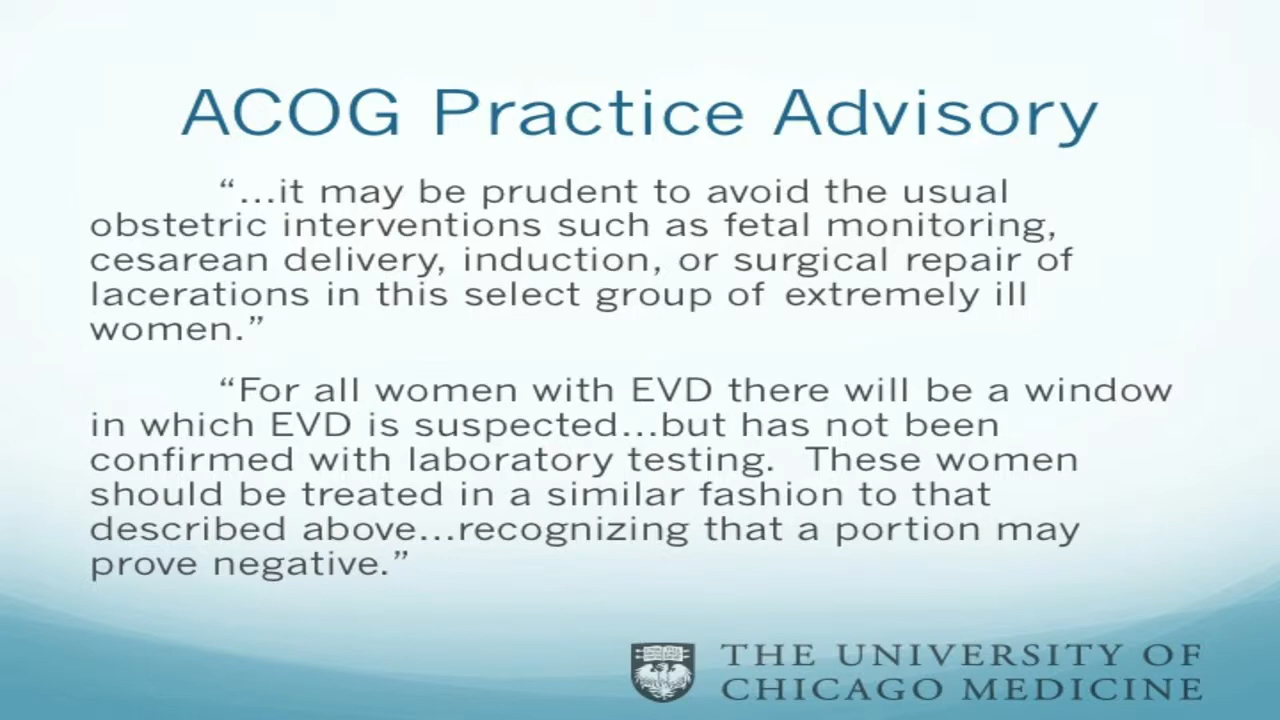 ACOG Practice Advisory
“...it may be prudent to avoid the usual
obstetric interventions such as fetal monitoring,
cesarean delivery, induction, or surgical repair of
lacerations in this select group of extremely ill
women.”
“For all women with EVD there will be a window
in which EVD is suspected...but has not been
confirmed with laboratory testing.  These women
should be treated in a similar fashion to that
described above...recognizing that a portion may
prove negative.”
THE UNIVERSITY OF
CHICAGO MEDICINE